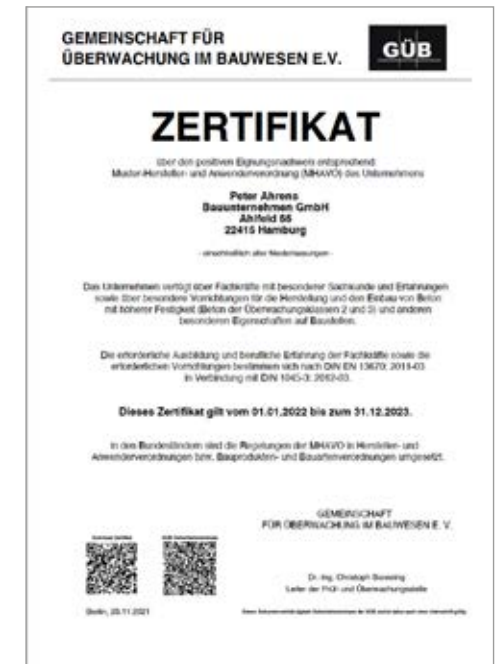 GEMEINSCHAFT FÜR
ÜBERWACHUNG IM BAUWESEN E.V.
GÜB
ZERTIFIKAT
über den positiven Eignungsnachweis entsprechend
Muster-Hersteller- und Anwenderverordnung (MHAVO) des Unternehmens
Peter Ahrens
Bauunternehmen GmbH
Ahlfeld
22415 Hamburg
- einschließlich aller Niederlassungen -
Das Unternehmen verfügt über Fachkräfte mit besonderer Sachkunde und Erfahrungen
sowie über besondere Vorrichtungen für die Herstellung und den Einbau von Beton
mit höherer Festigkeit (Beton der Überwachungsklassen 2 und 3) und anderen
besonderen Eigenschaften auf Baustellen.
Die erforderliche Ausbildung und berufliche Erfahrung der Fachkräfte sowie die
erforderlichen Vorrichtungen bestimmen sich nach DIN EN 13670: 2011-03
in Verbindung mit DIN 1045-3: 2012-03.
Dieses Zertifikat gilt vom 01.01.2022 bis zum 31.12.2023.
In den Bundesländern sind die Regelungen der MHAVO in Hersteller- und
Anwenderverordnungen bzw. Bauprodukten- und Bauartenverordnungen umgesetzt.
GEMEINSCHAFT
FÜR ÜBERWACHUNG IM BAUWESEN E. V.
Dr.-Ing. Christoph
Leiter der Prüf- und Überwachungsstelle
Berlin, 25.11.2021